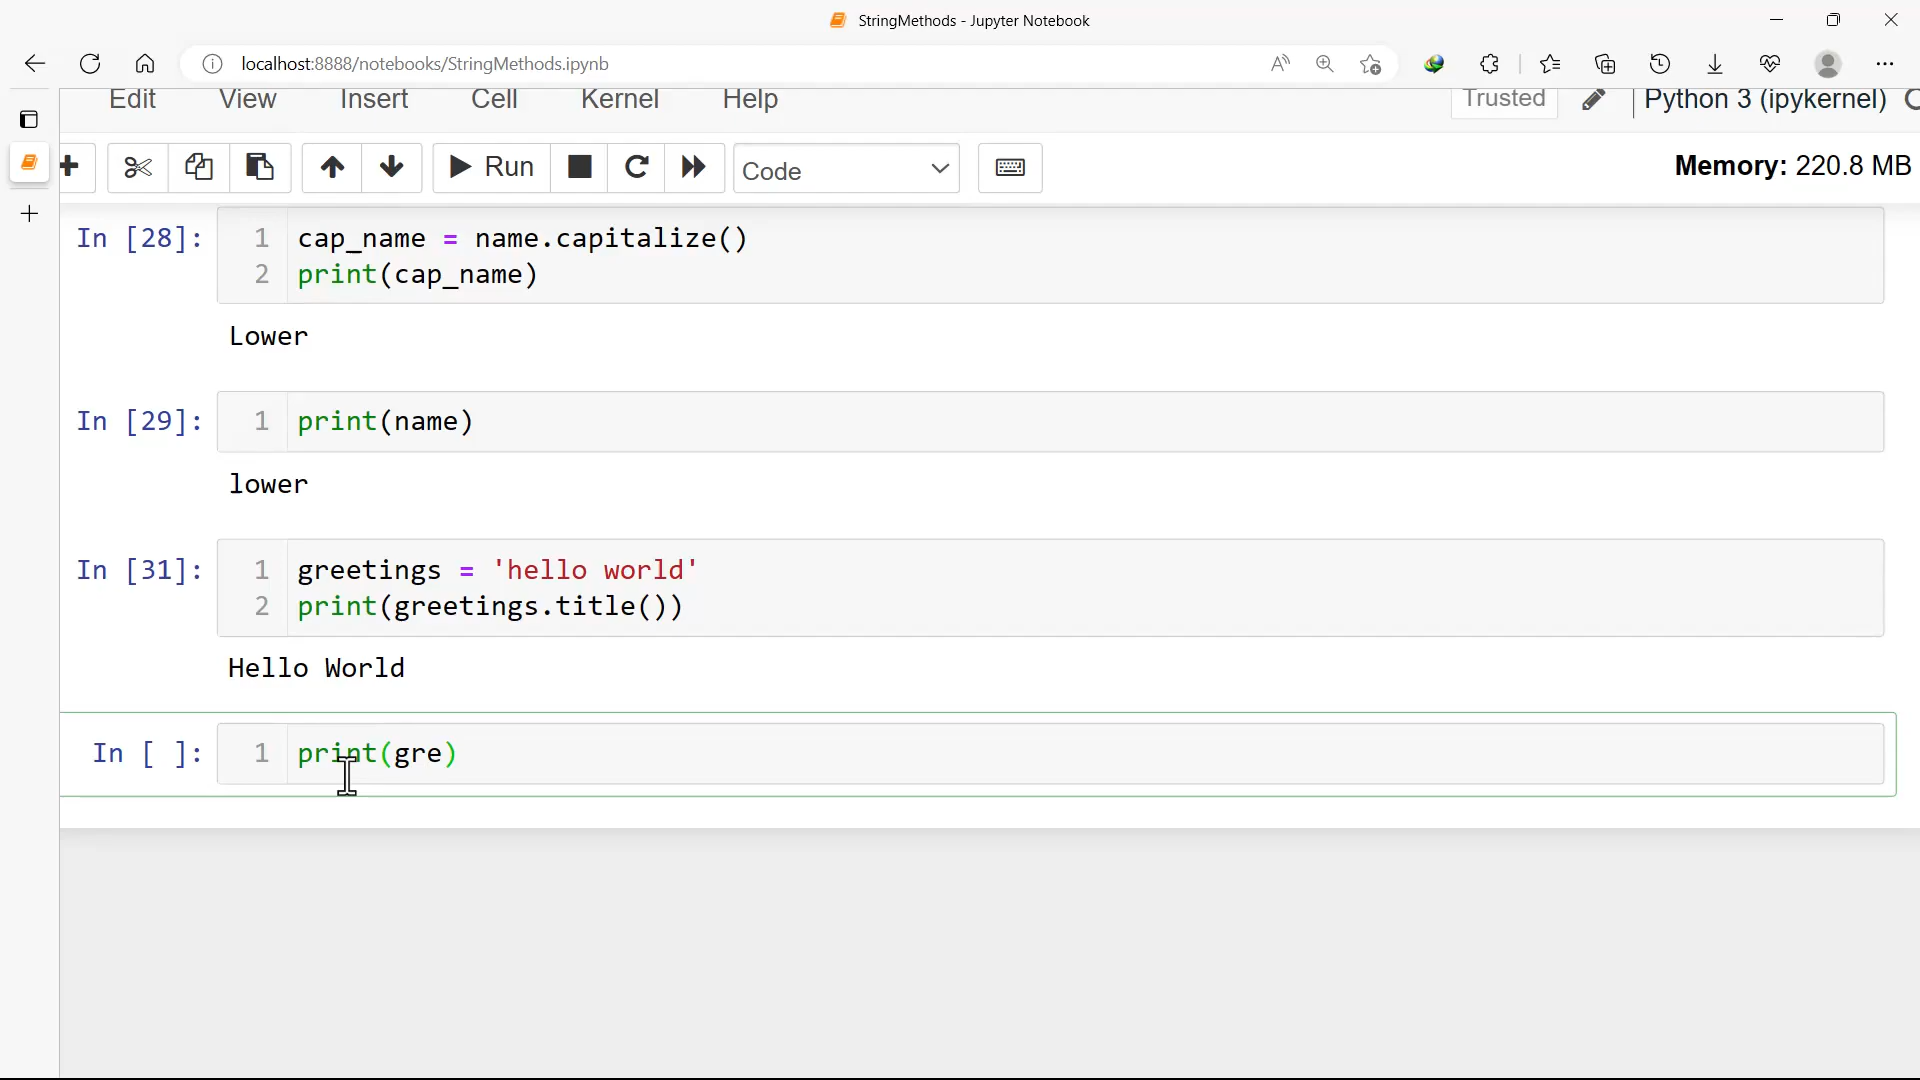 StringMethods - Jupyter Notebook
localhost:8888/notebooks/StringMethods.ipynb
Edit View Insert Cell Kernel Help Trusted Python 3 (ipykernel)
Run Code Memory: 220.8 MB
In [28]: 1 cap_name = name.capitalize()
2 print(cap_name)
Lower
In [29]: 1 print(name)
lower
In [31]: 1 greetings = 'hello world'
2 print(greetings.title())
Hello World
In [ ]: 1 print(gre)